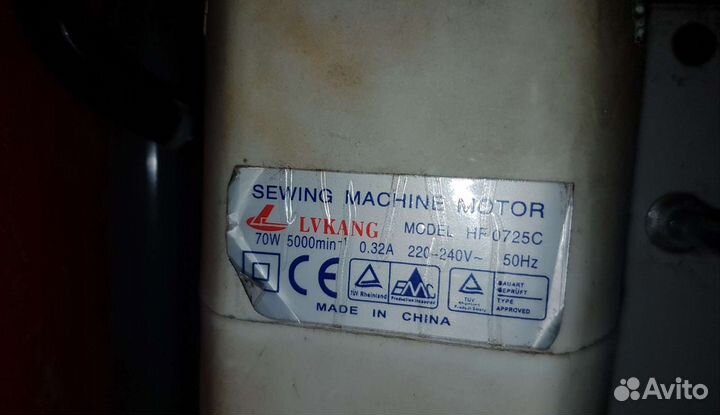 SEWING MACHINE MOTOR
LVKANG MODEL HF0725C
70W 5000min⁻¹ 0.32A 220-240V~ 50Hz
CE TÜV Rheinland EMC TÜV BAUART GEPRÜFT TYPE APPROVED
MADE IN CHINA
Avito